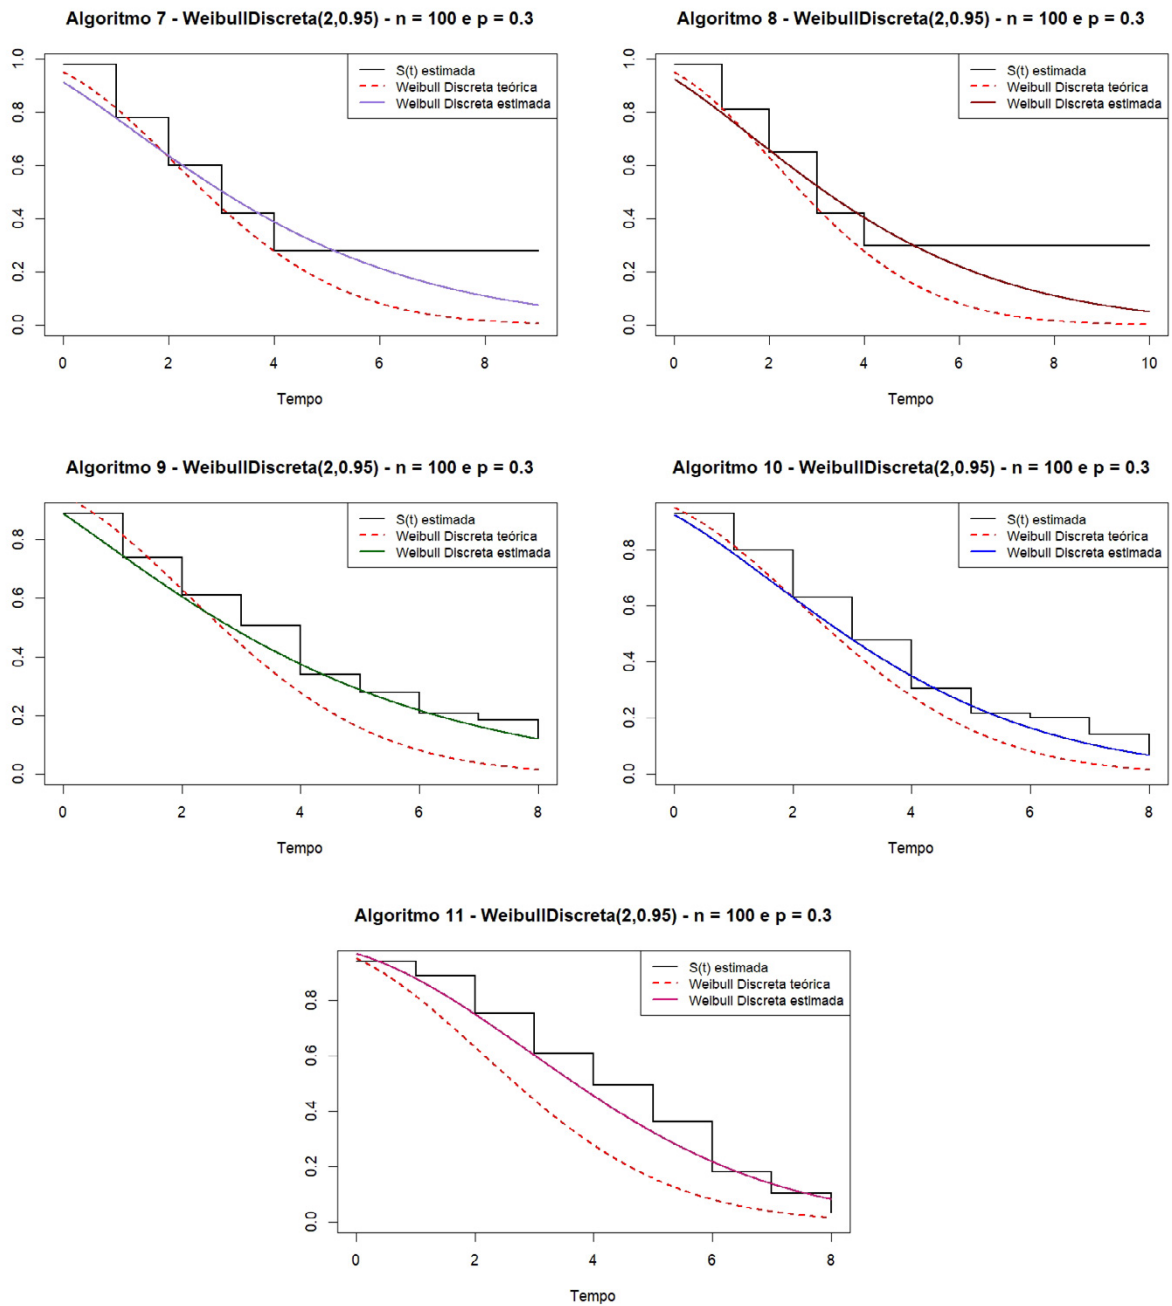 Algoritmo 7 - WeibullDiscreta(2,0.95) - n = 100 e p = 0.3
S(t) estimada
Weibull Discreta teórica
Weibull Discreta estimada
1.0
0.8
0.6
0.4
0.2
0.0
0 2 4 6 8
Tempo
Algoritmo 8 - WeibullDiscreta(2,0.95) - n = 100 e p = 0.3
S(t) estimada
Weibull Discreta teórica
Weibull Discreta estimada
1.0
0.8
0.6
0.4
0.2
0.0
0 2 4 6 8 10
Tempo
Algoritmo 9 - WeibullDiscreta(2,0.95) - n = 100 e p = 0.3
S(t) estimada
Weibull Discreta teórica
Weibull Discreta estimada
0.8
0.6
0.4
0.2
0.0
0 2 4 6 8
Tempo
Algoritmo 10 - WeibullDiscreta(2,0.95) - n = 100 e p = 0.3
S(t) estimada
Weibull Discreta teórica
Weibull Discreta estimada
0.8
0.6
0.4
0.2
0.0
0 2 4 6 8
Tempo
Algoritmo 11 - WeibullDiscreta(2,0.95) - n = 100 e p = 0.3
S(t) estimada
Weibull Discreta teórica
Weibull Discreta estimada
0.8
0.6
0.4
0.2
0.0
0 2 4 6 8
Tempo